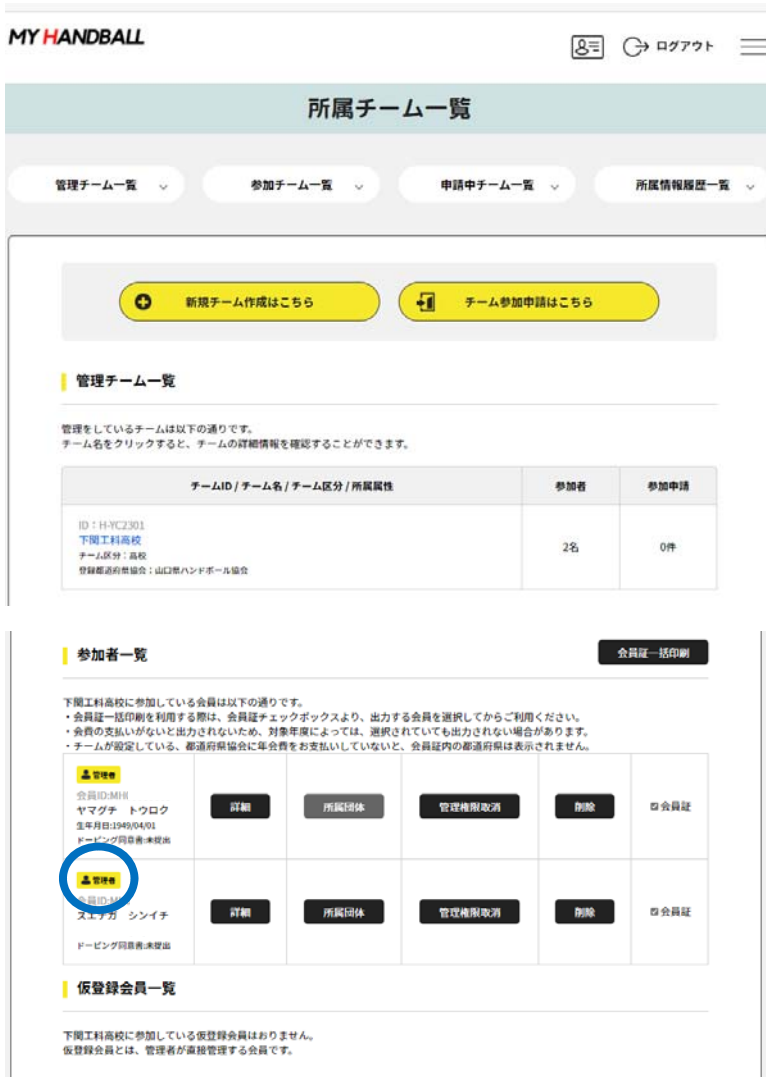 MY HANDBALL
ログアウト
所属チーム一覧
管理チーム一覧 参加チーム一覧 申請中チーム一覧 所属情報履歴一覧
新規チーム作成はこちら チーム参加申請はこちら
管理チーム一覧
管理をしているチームは以下の通りです。
チーム名をクリックすると、チームの詳細情報を確認することができます。
チームID / チーム名 / チーム区分 / 所属属性 参加者 参加申請
ID：H-YC2301
下関工科高校
チーム区分：高校
登録都道府県協会：山口県ハンドボール協会
2名 0件
参加者一覧 会員証一括印刷
下関工科高校に参加している会員は以下の通りです。
・会員証一括印刷を利用する際は、会員証チェックボックスより、出力する会員を選択してからご利用ください。
・会費の支払いがないと出力されないため、対象年度によっては、選択されていても出力されない場合があります。
・チームが設定している、都道府県協会に年会費をお支払いしていないと、会員証内の都道府県は表示されません。
管理者
会員ID:MHI
ヤマグチ トウロク
生年月日:1949/04/01
ドーピング同意書:未提出
詳細 所属団体 管理権限取消 削除 会員証
管理者
会員ID:M
スエナガ シンイチ
ドーピング同意書:未提出
詳細 所属団体 管理権限取消 削除 会員証
仮登録会員一覧
下関工科高校に参加している仮登録会員はおりません。
仮登録会員とは、管理者が直接管理する会員です。